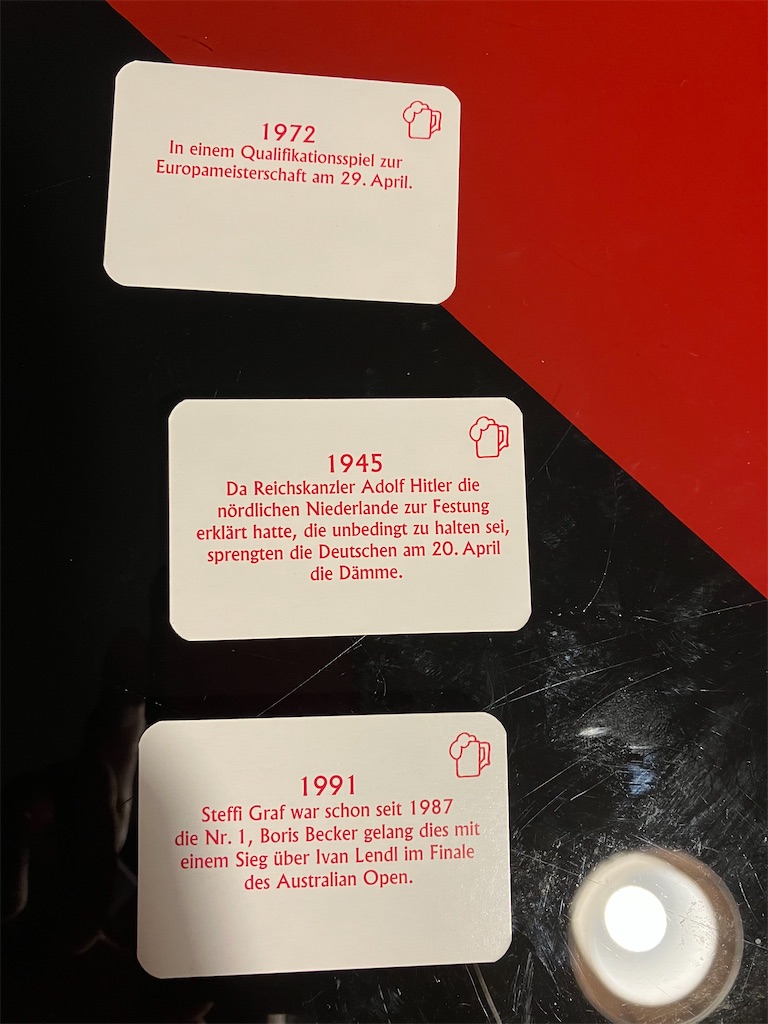 1972
In einem Qualifikationsspiel zur
Europameisterschaft am 29. April.
1945
Da Reichskanzler Adolf Hitler die
nördlichen Niederlande zur Festung
erklärt hatte, die unbedingt zu halten sei,
sprengten die Deutschen am 20. April
die Dämme.
1991
Steffi Graf war schon seit 1987
die Nr. 1, Boris Becker gelang dies mit
einem Sieg über Ivan Lendl im Finale
des Australian Open.